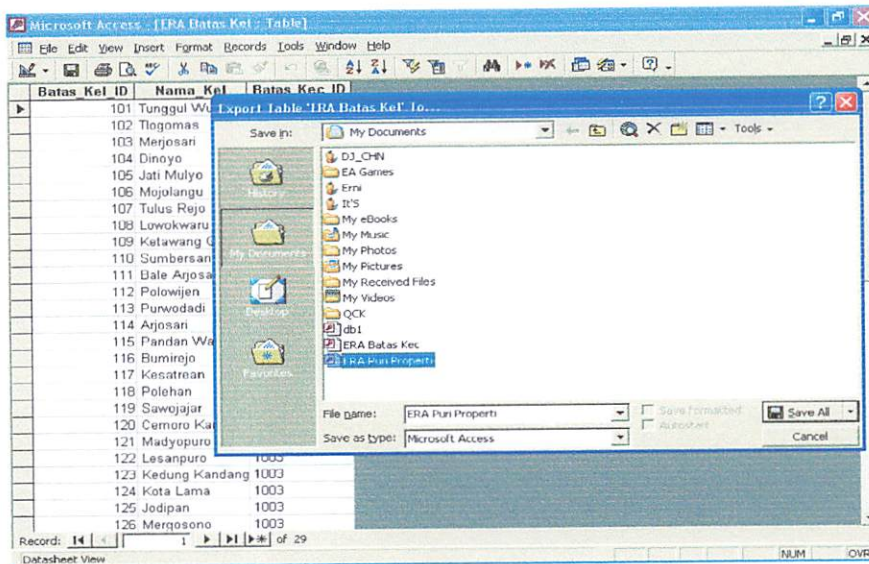 Microsoft Access - [ERA Batas Kel : Table]
File Edit View Insert Format Records Tools Window Help
Batas_Kel_ID Nama_Kel Batas_Kec_ID
101 Tunggul Wu
102 Tlogomas
103 Merjosari
104 Dinoyo
105 Jati Mulyo
106 Mojolangu
107 Tulus Rejo
108 Lowokwaru
109 Ketawang G
110 Sumbersan
111 Bale Arjosa
112 Polowijen
113 Purwodadi
114 Arjosari
115 Pandan Wa
116 Bumirejo
117 Kesatrean
118 Polehan
119 Sawojajar
120 Cemoro Ka
121 Madyopuro
122 Lesanpuro 1003
123 Kedung Kandang 1003
124 Kota Lama 1003
125 Jodipan 1003
126 Mergosono 1003
Export Table 'ERA Batas Kel' To...
Save in: My Documents Tools
History
My Documents
Desktop
Favorites
DJ_CHN
EA Games
Erni
It'S
My eBooks
My Music
My Photos
My Pictures
My Received Files
My Videos
QCK
db1
ERA Batas Kec
ERA Puri Properti
File name: ERA Puri Properti
Save as type: Microsoft Access
Save formatted
Autostart
Save All
Cancel
Record: 1 of 29
Datasheet View NUM OVR